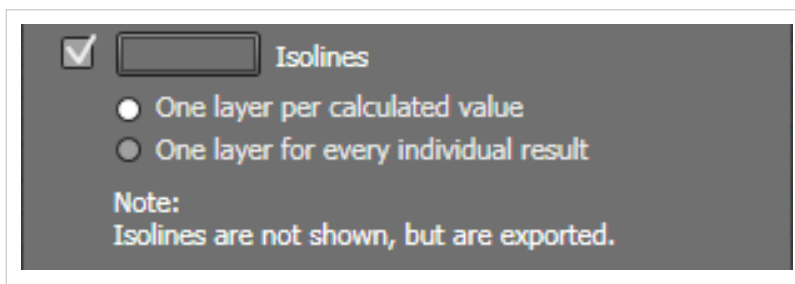 Isolines
One layer per calculated value
One layer for every individual result
Note:
Isolines are not shown, but are exported.